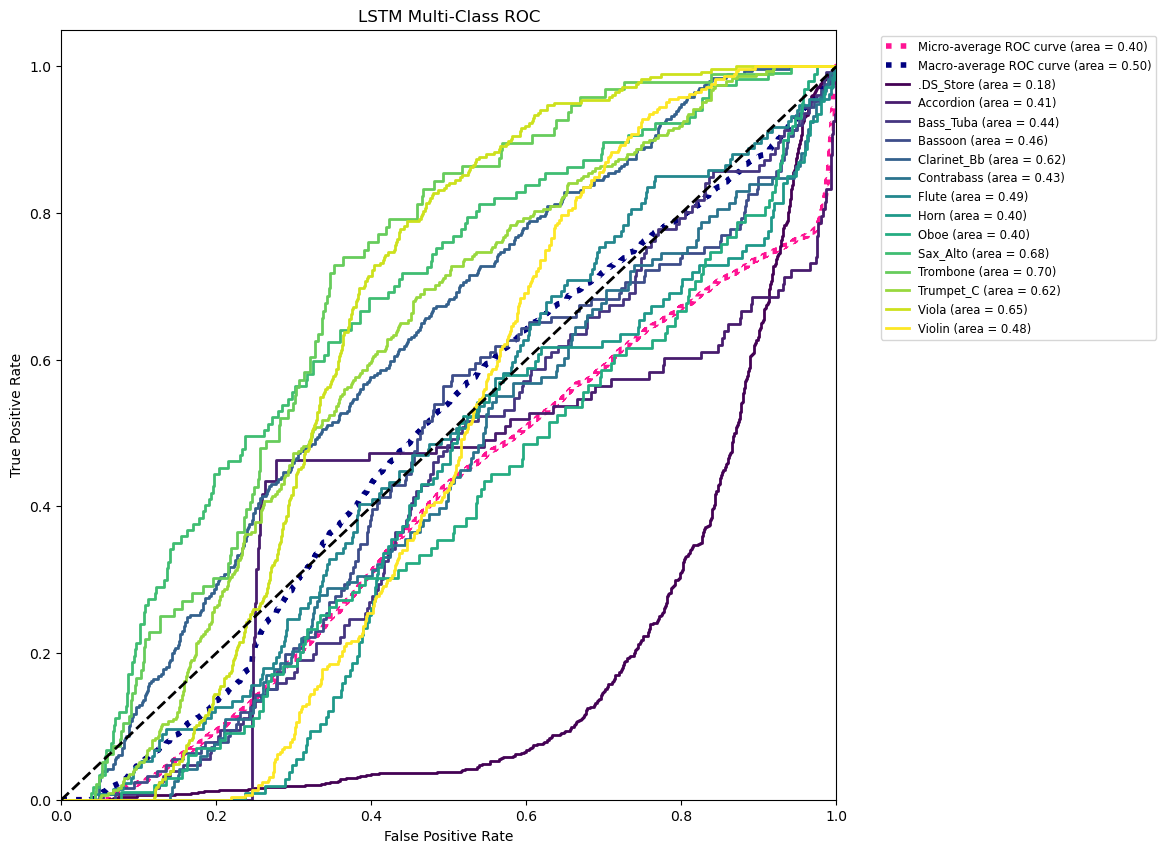 LSTM Multi-Class ROC
True Positive Rate
1.0
0.8
0.6
0.4
0.2
0.0
0.0 0.2 0.4 0.6 0.8 1.0
False Positive Rate
Micro-average ROC curve (area = 0.40)
Macro-average ROC curve (area = 0.50)
.DS_Store (area = 0.18)
Accordion (area = 0.41)
Bass_Tuba (area = 0.44)
Bassoon (area = 0.46)
Clarinet_Bb (area = 0.62)
Contrabass (area = 0.43)
Flute (area = 0.49)
Horn (area = 0.40)
Oboe (area = 0.40)
Sax_Alto (area = 0.68)
Trombone (area = 0.70)
Trumpet_C (area = 0.62)
Viola (area = 0.65)
Violin (area = 0.48)